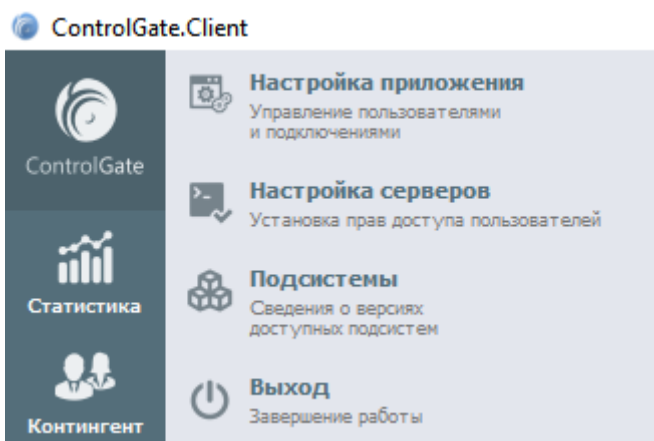 ControlGate.Client
ControlGate
Статистика
Контингент
Настройка приложения
Управление пользователями
и подключениями
Настройка серверов
Установка прав доступа пользователей
Подсистемы
Сведения о версиях
доступных подсистем
Выход
Завершение работы